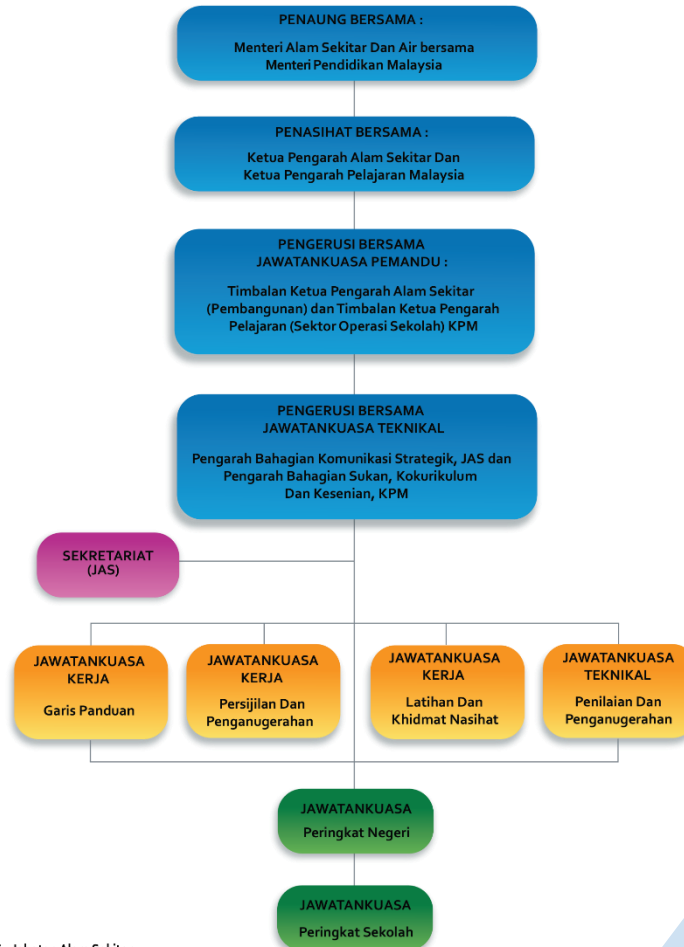 PENAUNG BERSAMA :
Menteri Alam Sekitar Dan Air bersama
Menteri Pendidikan Malaysia
PENASIHAT BERSAMA :
Ketua Pengarah Alam Sekitar Dan
Ketua Pengarah Pelajaran Malaysia
PENGERUSI BERSAMA
JAWATANKUASA PEMANDU :
Timbalan Ketua Pengarah Alam Sekitar
(Pembangunan) dan Timbalan Ketua Pengarah
Pelajaran (Sektor Operasi Sekolah) KPM
PENGERUSI BERSAMA
JAWATANKUASA TEKNIKAL
Pengarah Bahagian Komunikasi Strategik, JAS dan
Pengarah Bahagian Sukan, Kokurikulum
Dan Kesenian, KPM
SEKRETARIAT
(JAS)
JAWATANKUASA
KERJA
Garis Panduan
JAWATANKUASA
KERJA
Persijilan Dan
Penganugerahan
JAWATANKUASA
KERJA
Latihan Dan
Khidmat Nasihat
JAWATANKUASA
TEKNIKAL
Penilaian Dan
Penganugerahan
JAWATANKUASA
Peringkat Negeri
JAWATANKUASA
Peringkat Sekolah